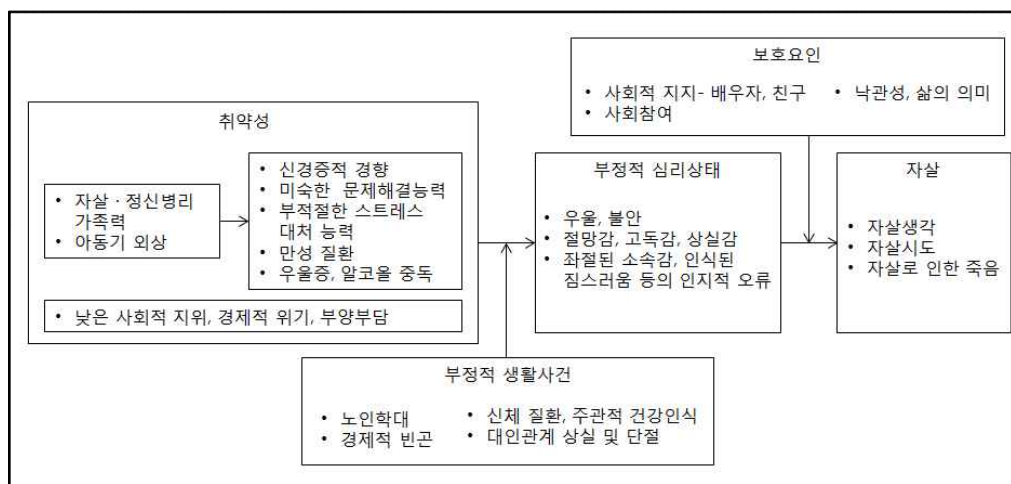 보호요인
• 사회적 지지- 배우자, 친구
• 사회참여
• 낙관성, 삶의 의미
취약성
• 자살 · 정신병리
가족력
• 아동기 외상
• 신경증적 경향
• 미숙한 문제해결능력
• 부적절한 스트레스
대처 능력
• 만성 질환
• 우울증, 알코올 중독
• 낮은 사회적 지위, 경제적 위기, 부양부담
부정적 심리상태
• 우울, 불안
• 절망감, 고독감, 상실감
• 좌절된 소속감, 인식된
짐스러움 등의 인지적 오류
자살
• 자살생각
• 자살시도
• 자살로 인한 죽음
부정적 생활사건
• 노인학대
• 경제적 빈곤
• 신체 질환, 주관적 건강인식
• 대인관계 상실 및 단절